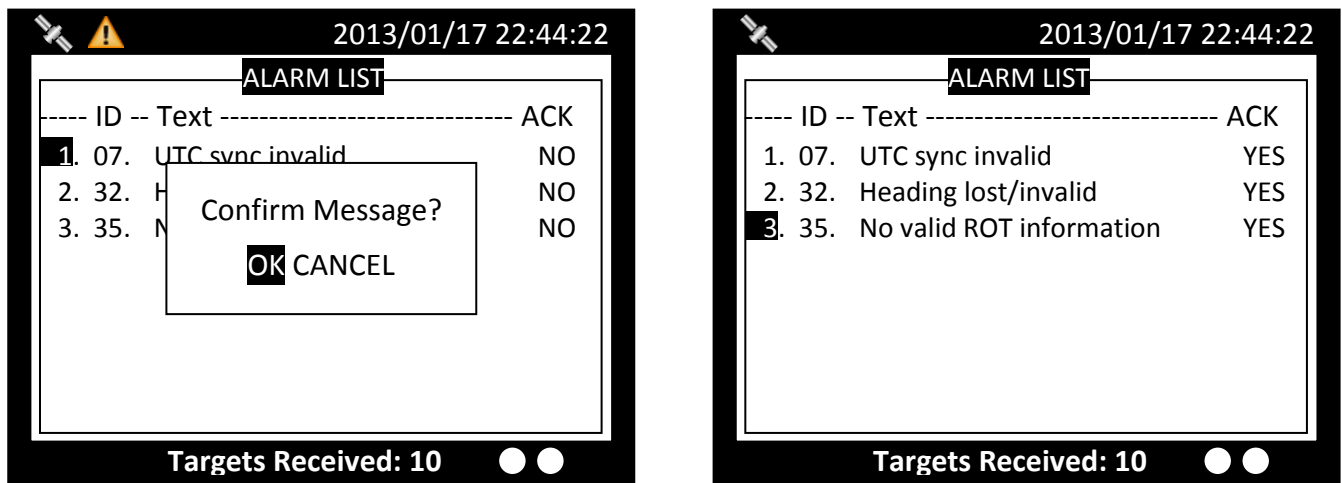 2013/01/17 22:44:22
ALARM LIST
----- ID -- Text ------------------------------ ACK
1. 07. UTC sync invalid NO
2. 32. H NO
3. 35. N NO
Confirm Message?
OK CANCEL
Targets Received: 10
2013/01/17 22:44:22
ALARM LIST
----- ID -- Text ------------------------------ ACK
1. 07. UTC sync invalid YES
2. 32. Heading lost/invalid YES
3. 35. No valid ROT information YES
Targets Received: 10